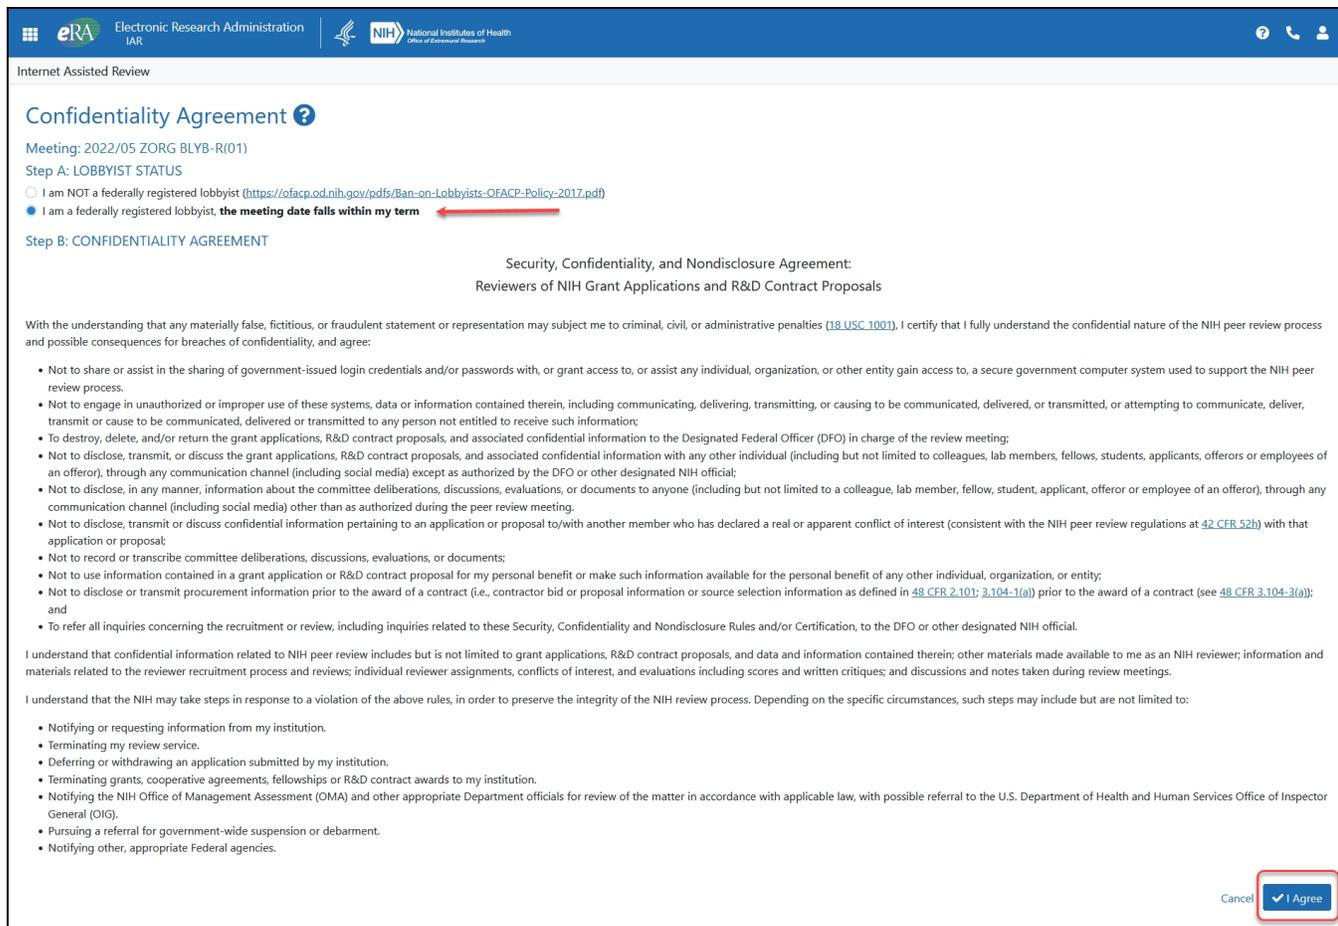 eRA
Electronic Research Administration
IAR
NIH
National Institutes of Health
Office of Extramural Research
Internet Assisted Review
Confidentiality Agreement
Meeting: 2022/05 ZORG BLYB-R(01)
Step A: LOBBYIST STATUS
I am NOT a federally registered lobbyist (https://ofacp.od.nih.gov/pdfs/Ban-on-Lobbyists-OFACP-Policy-2017.pdf)
I am a federally registered lobbyist, the meeting date falls within my term
Step B: CONFIDENTIALITY AGREEMENT
Security, Confidentiality, and Nondisclosure Agreement:
Reviewers of NIH Grant Applications and R&D Contract Proposals
With the understanding that any materially false, fictitious, or fraudulent statement or representation may subject me to criminal, civil, or administrative penalties (18 USC 1001), I certify that I fully understand the confidential nature of the NIH peer review process
and possible consequences for breaches of confidentiality, and agree:
• Not to share or assist in the sharing of government-issued login credentials and/or passwords with, or grant access to, or assist any individual, organization, or other entity gain access to, a secure government computer system used to support the NIH peer
review process.
• Not to engage in unauthorized or improper use of these systems, data or information contained therein, including communicating, delivering, transmitting, or causing to be communicated, delivered, or transmitted, or attempting to communicate, deliver,
transmit or cause to be communicated, delivered or transmitted to any person not entitled to receive such information;
• To destroy, delete, and/or return the grant applications, R&D contract proposals, and associated confidential information to the Designated Federal Officer (DFO) in charge of the review meeting;
• Not to disclose, transmit, or discuss the grant applications, R&D contract proposals, and associated confidential information with any other individual (including but not limited to colleagues, lab members, fellows, students, applicants, offerors or employees of
an offeror), through any communication channel (including social media) except as authorized by the DFO or other designated NIH official;
• Not to disclose, in any manner, information about the committee deliberations, discussions, evaluations, or documents to anyone (including but not limited to a colleague, lab member, fellow, student, applicant, offeror or employee of an offeror), through any
communication channel (including social media) other than as authorized during the peer review meeting.
• Not to disclose, transmit or discuss confidential information pertaining to an application or proposal to/with another member who has declared a real or apparent conflict of interest (consistent with the NIH peer review regulations at 42 CFR 52h) with that
application or proposal;
• Not to record or transcribe committee deliberations, discussions, evaluations, or documents;
• Not to use information contained in a grant application or R&D contract proposal for my personal benefit or make such information available for the personal benefit of any other individual, organization, or entity;
• Not to disclose or transmit procurement information prior to the award of a contract (i.e., contractor bid or proposal information or source selection information as defined in 48 CFR 2.101; 3.104-1(a)) prior to the award of a contract (see 48 CFR 3.104-3(a));
and
• To refer all inquiries concerning the recruitment or review, including inquiries related to these Security, Confidentiality and Nondisclosure Rules and/or Certification, to the DFO or other designated NIH official.
I understand that confidential information related to NIH peer review includes but is not limited to grant applications, R&D contract proposals, and data and information contained therein; other materials made available to me as an NIH reviewer; information and
materials related to the reviewer recruitment process and reviews; individual reviewer assignments, conflicts of interest, and evaluations including scores and written critiques; and discussions and notes taken during review meetings.
I understand that the NIH may take steps in response to a violation of the above rules, in order to preserve the integrity of the NIH review process. Depending on the specific circumstances, such steps may include but are not limited to:
• Notifying or requesting information from my institution.
• Terminating my review service.
• Deferring or withdrawing an application submitted by my institution.
• Terminating grants, cooperative agreements, fellowships or R&D contract awards to my institution.
• Notifying the NIH Office of Management Assessment (OMA) and other appropriate Department officials for review of the matter in accordance with applicable law, with possible referral to the U.S. Department of Health and Human Services Office of Inspector
General (OIG).
• Pursuing a referral for government-wide suspension or debarment.
• Notifying other, appropriate Federal agencies.
Cancel
I Agree